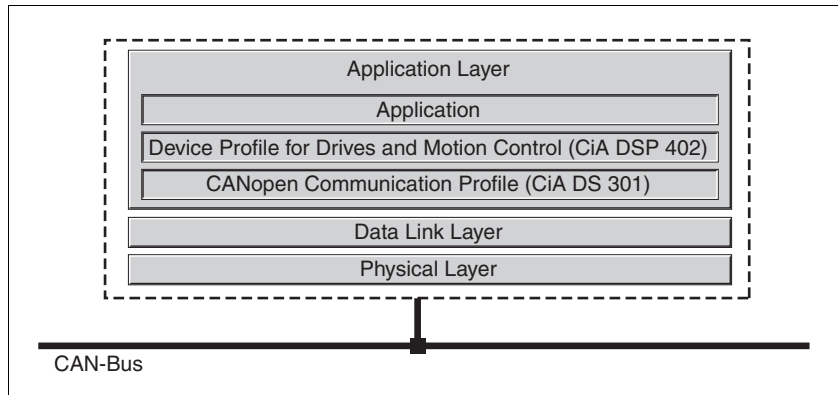 Application Layer
Application
Device Profile for Drives and Motion Control (CiA DSP 402)
CANopen Communication Profile (CiA DS 301)
Data Link Layer
Physical Layer
CAN-Bus